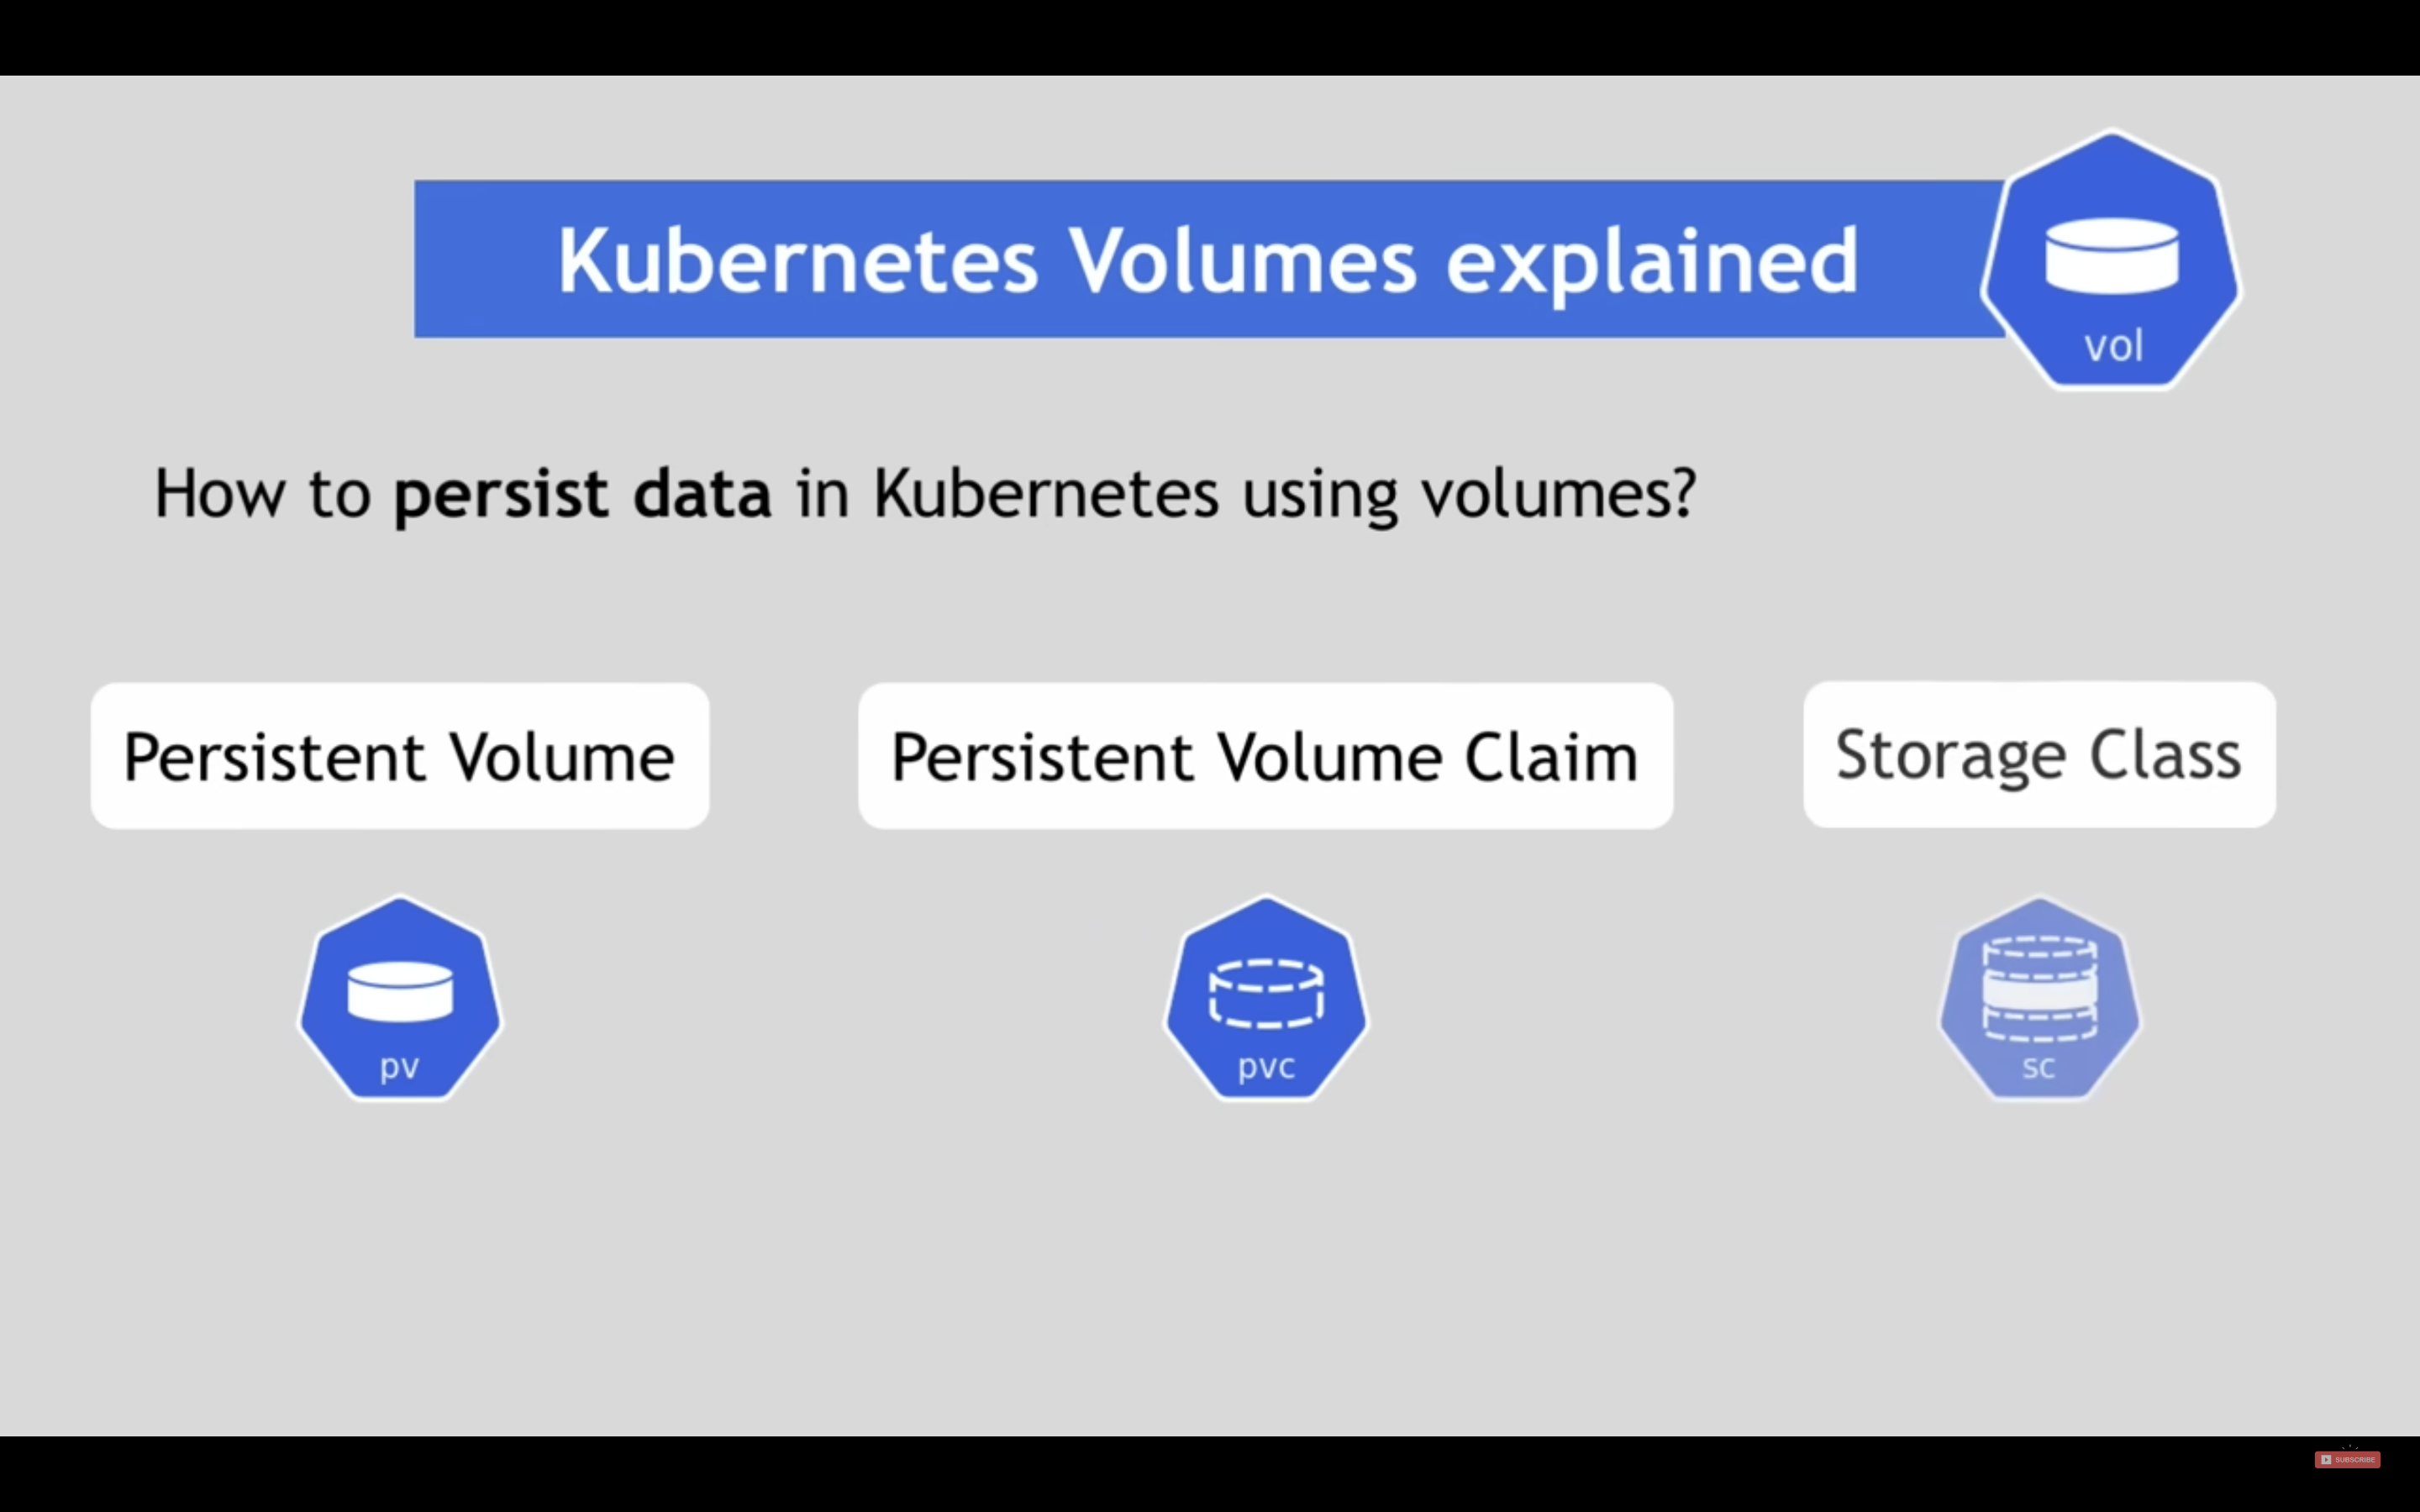 Kubernetes Volumes explained
vol
How to persist data in Kubernetes using volumes?
Persistent Volume
Persistent Volume Claim
Storage Class
pv
pvc
sc
SUBSCRIBE